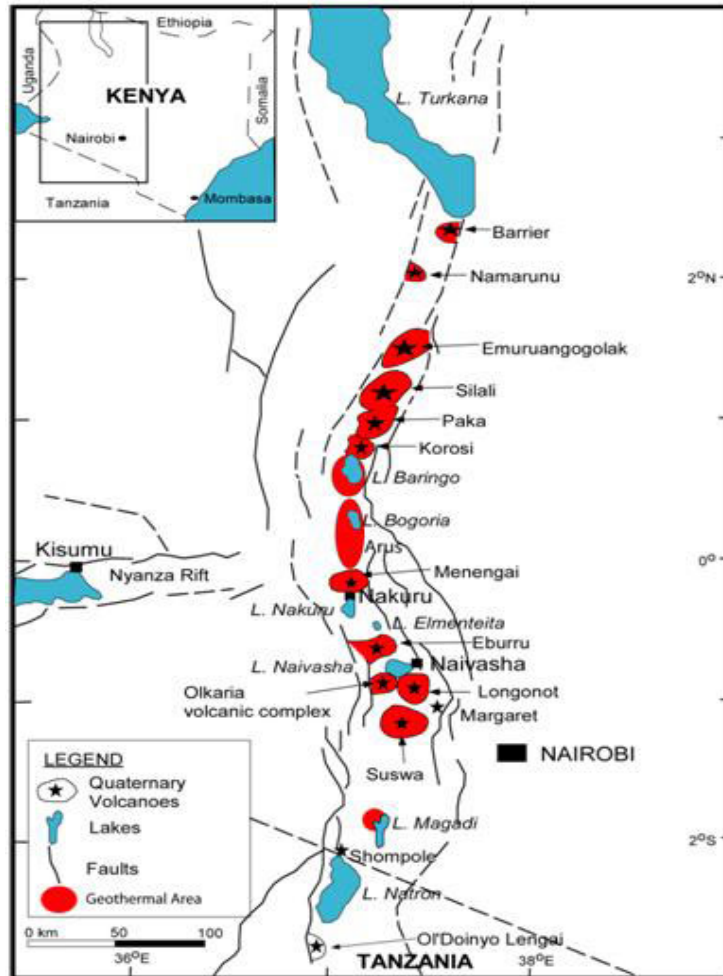 Ethiopia
Uganda
KENYA
Somalia
Nairobi
Tanzania
Mombasa
L. Turkana
Barrier
Namarunu
2°N
Emuruangogolak
Silali
Paka
Korosi
L. Baringo
L. Bogoria
Arus
Kisumu
Nyanza Rift
0°
Menengai
Nakuru
L. Nakuru
L. Elmenteita
Eburru
L. Naivasha
Naivasha
Olkaria
volcanic complex
Longonot
Margaret
Suswa
NAIROBI
LEGEND
Quaternary
Volcanoes
Lakes
Faults
Geothermal Area
0 km 50 100
L. Magadi
Shompole
2°S
L. Natron
Ol'Doinyo Lengai
36°E
TANZANIA
38°E